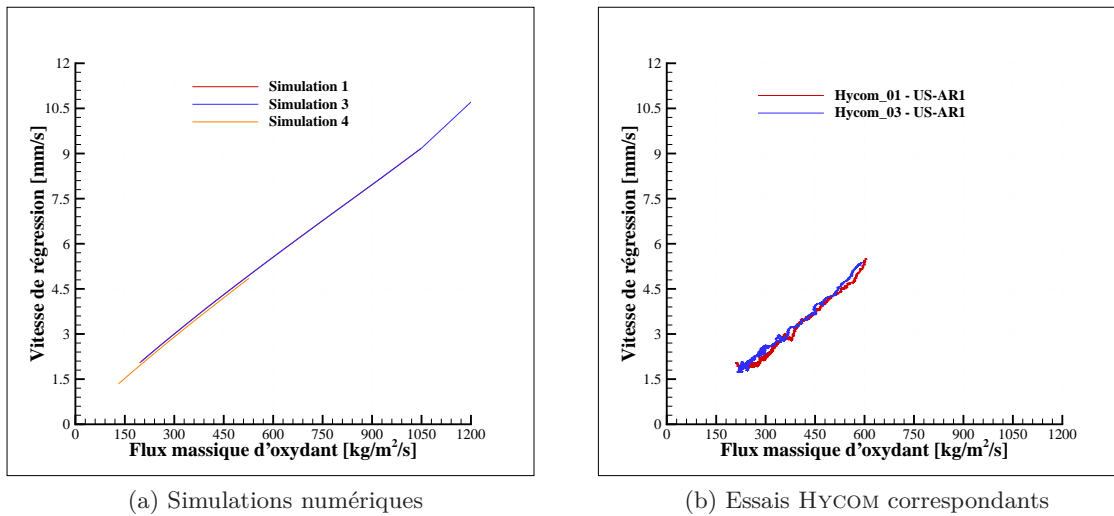 12
10.5
9
7.5
6
4.5
3
1.5
0
Vitesse de régression [mm/s]
Simulation 1
Simulation 3
Simulation 4
150 300 450 600 750 900 1050 1200
Flux massique d'oxydant [kg/m²/s]
(a) Simulations numériques
12
10.5
9
7.5
6
4.5
3
1.5
0
Vitesse de régression [mm/s]
Hycom_01 - US-AR1
Hycom_03 - US-AR1
150 300 450 600 750 900 1050 1200
Flux massique d'oxydant [kg/m²/s]
(b) Essais HYCOM correspondants